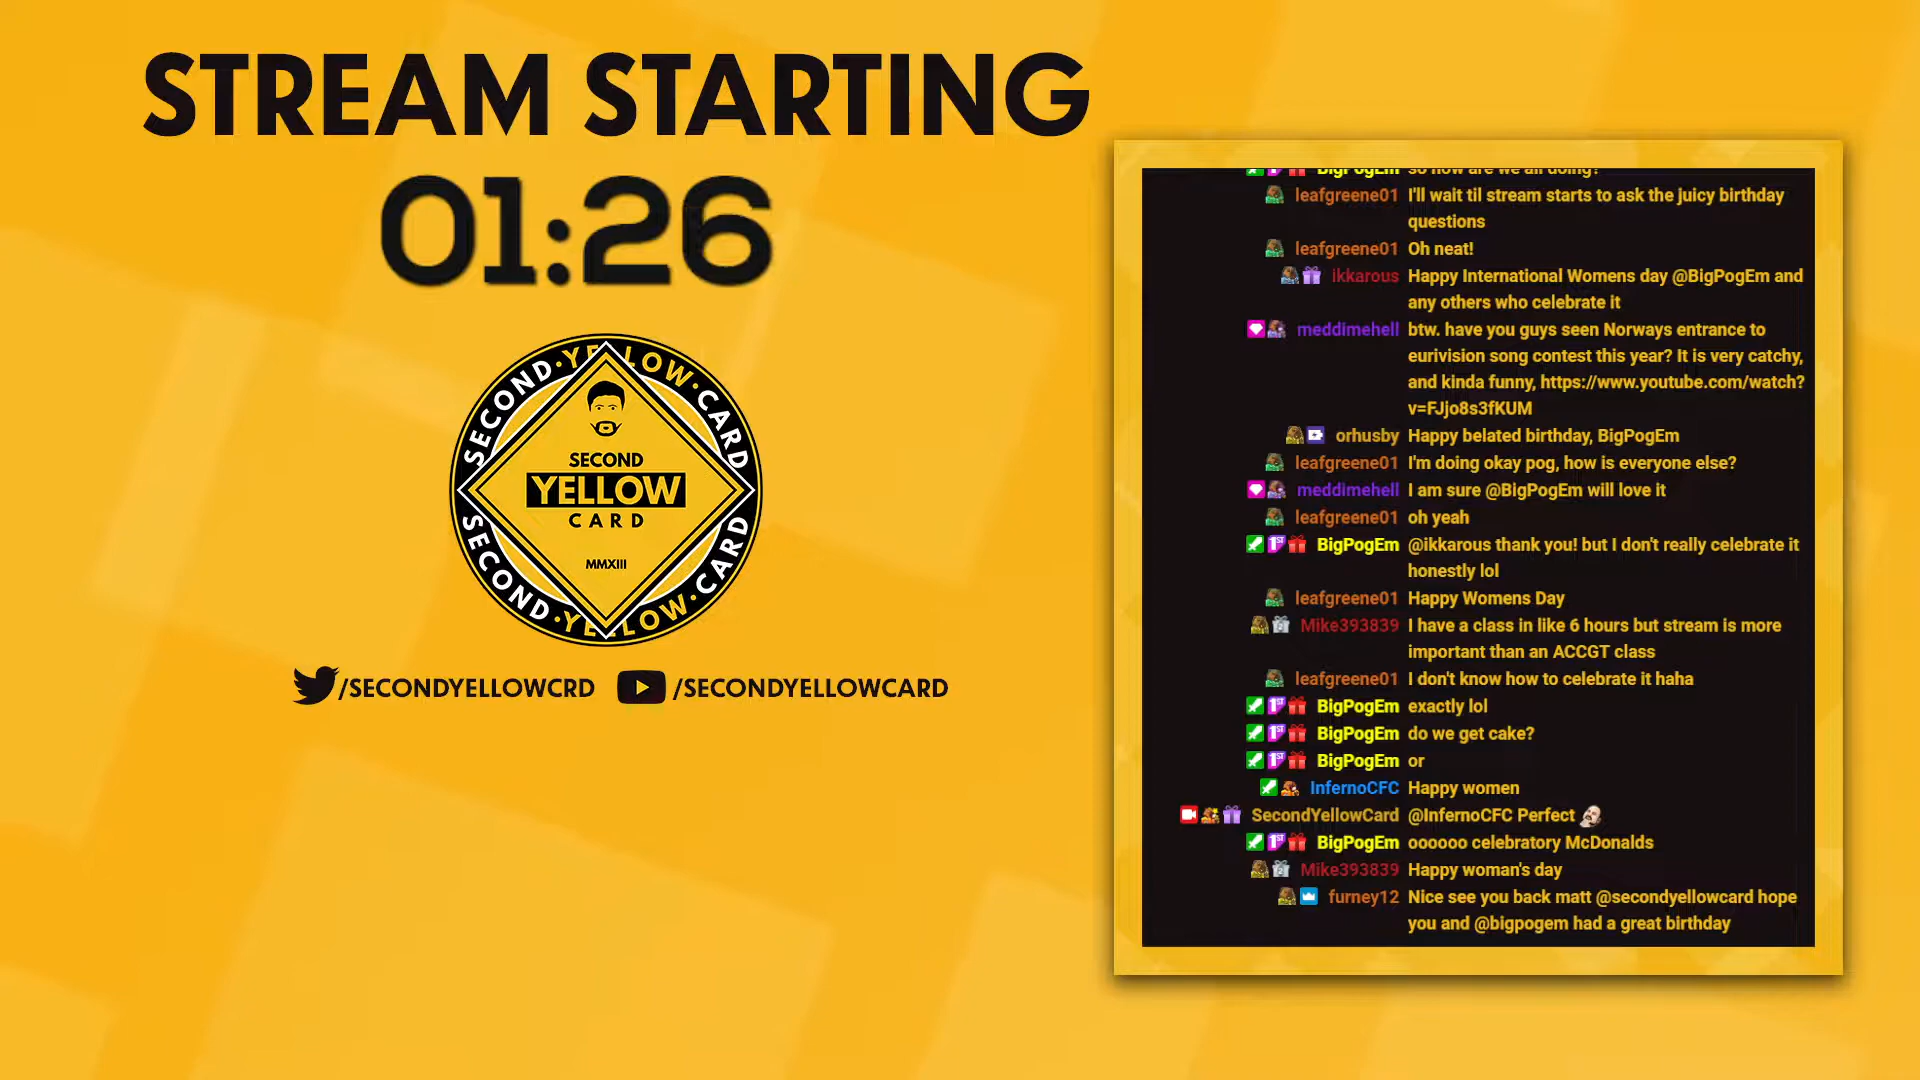 STREAM STARTING
01:26
SECOND·YELLOW·CARD
SECOND
YELLOW
CARD
MMXIII
SECOND·YELLOW·CARD
/SECONDYELLOWCRD /SECONDYELLOWCARD
BigPogEm so how are we all doing?
leafgreene01 I'll wait til stream starts to ask the juicy birthday
questions
leafgreene01 Oh neat!
ikkarous Happy International Womens day @BigPogEm and
any others who celebrate it
meddimehell btw. have you guys seen Norways entrance to
eurivision song contest this year? It is very catchy,
and kinda funny, https://www.youtube.com/watch?
v=FJjo8s3fKUM
orhusby Happy belated birthday, BigPogEm
leafgreene01 I'm doing okay pog, how is everyone else?
meddimehell I am sure @BigPogEm will love it
leafgreene01 oh yeah
BigPogEm @ikkarous thank you! but I don't really celebrate it
honestly lol
leafgreene01 Happy Womens Day
Mike393839 I have a class in like 6 hours but stream is more
important than an ACCGT class
leafgreene01 I don't know how to celebrate it haha
BigPogEm exactly lol
BigPogEm do we get cake?
BigPogEm or
InfernoCFC Happy women
SecondYellowCard @InfernoCFC Perfect
BigPogEm oooooo celebratory McDonalds
Mike393839 Happy woman's day
furney12 Nice see you back matt @secondyellowcard hope
you and @bigpogem had a great birthday